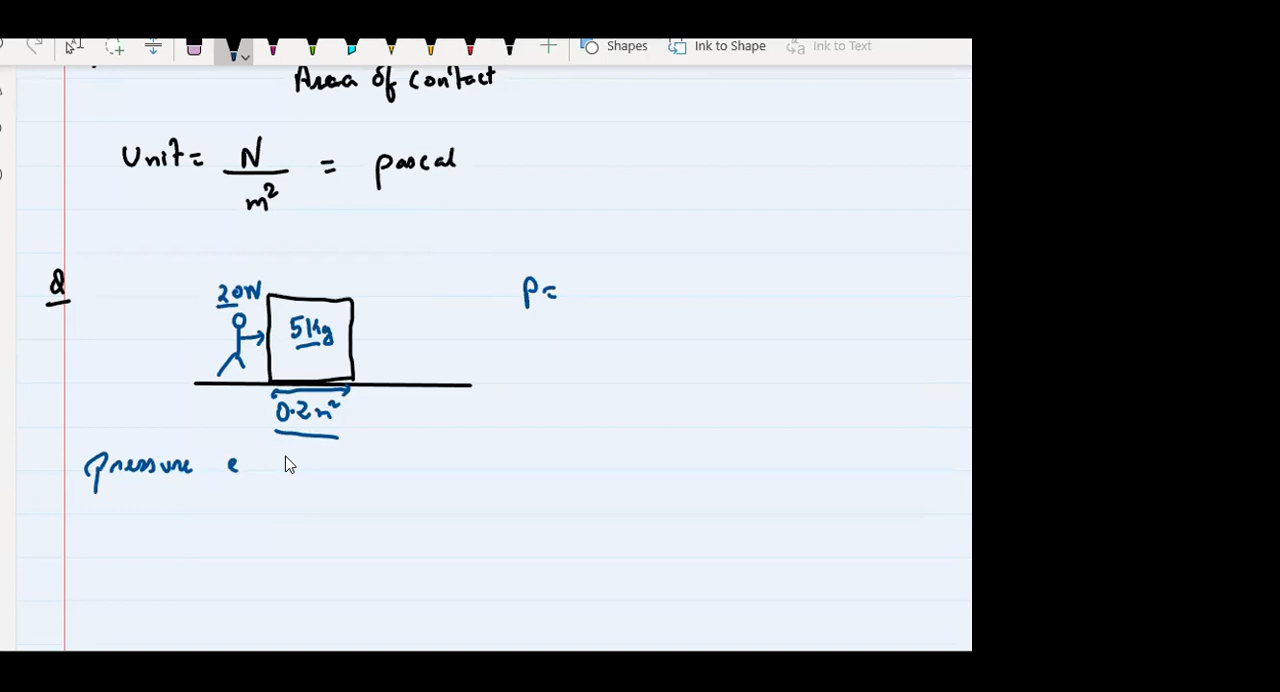 Shapes Ink to Shape Ink to Text
Area of contact
Unit = N / m² = pascal
Q
20N
5Kg
P=
0.2m²
pressure e